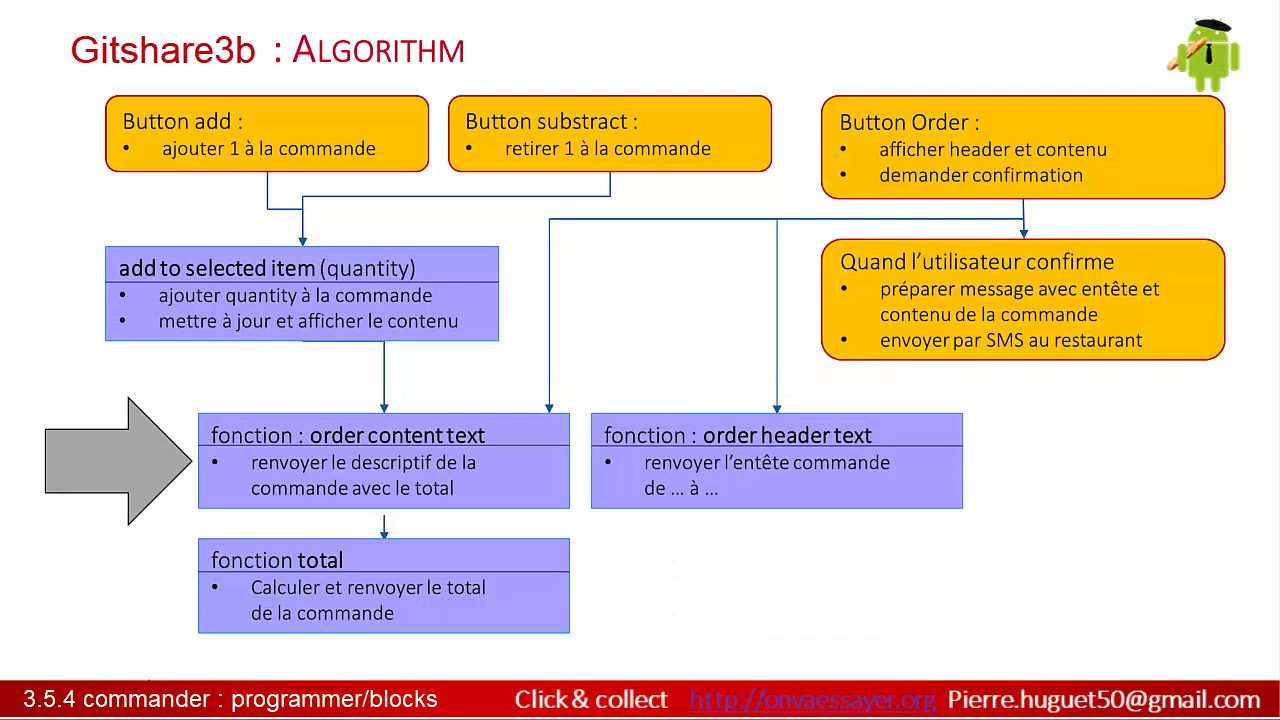 Gitshare3b : ALGORITHM
Button add :
• ajouter 1 à la commande
Button substract :
• retirer 1 à la commande
Button Order :
• afficher header et contenu
• demander confirmation
add to selected item (quantity)
• ajouter quantity à la commande
• mettre à jour et afficher le contenu
Quand l’utilisateur confirme
• préparer message avec entête et
contenu de la commande
• envoyer par SMS au restaurant
fonction : order content text
• renvoyer le descriptif de la
commande avec le total
fonction : order header text
• renvoyer l’entête commande
de … à …
fonction total
• Calculer et renvoyer le total
de la commande
3.5.4 commander : programmer/blocks
Click & collect http://onvaessayer.org Pierre.huguet50@gmail.com